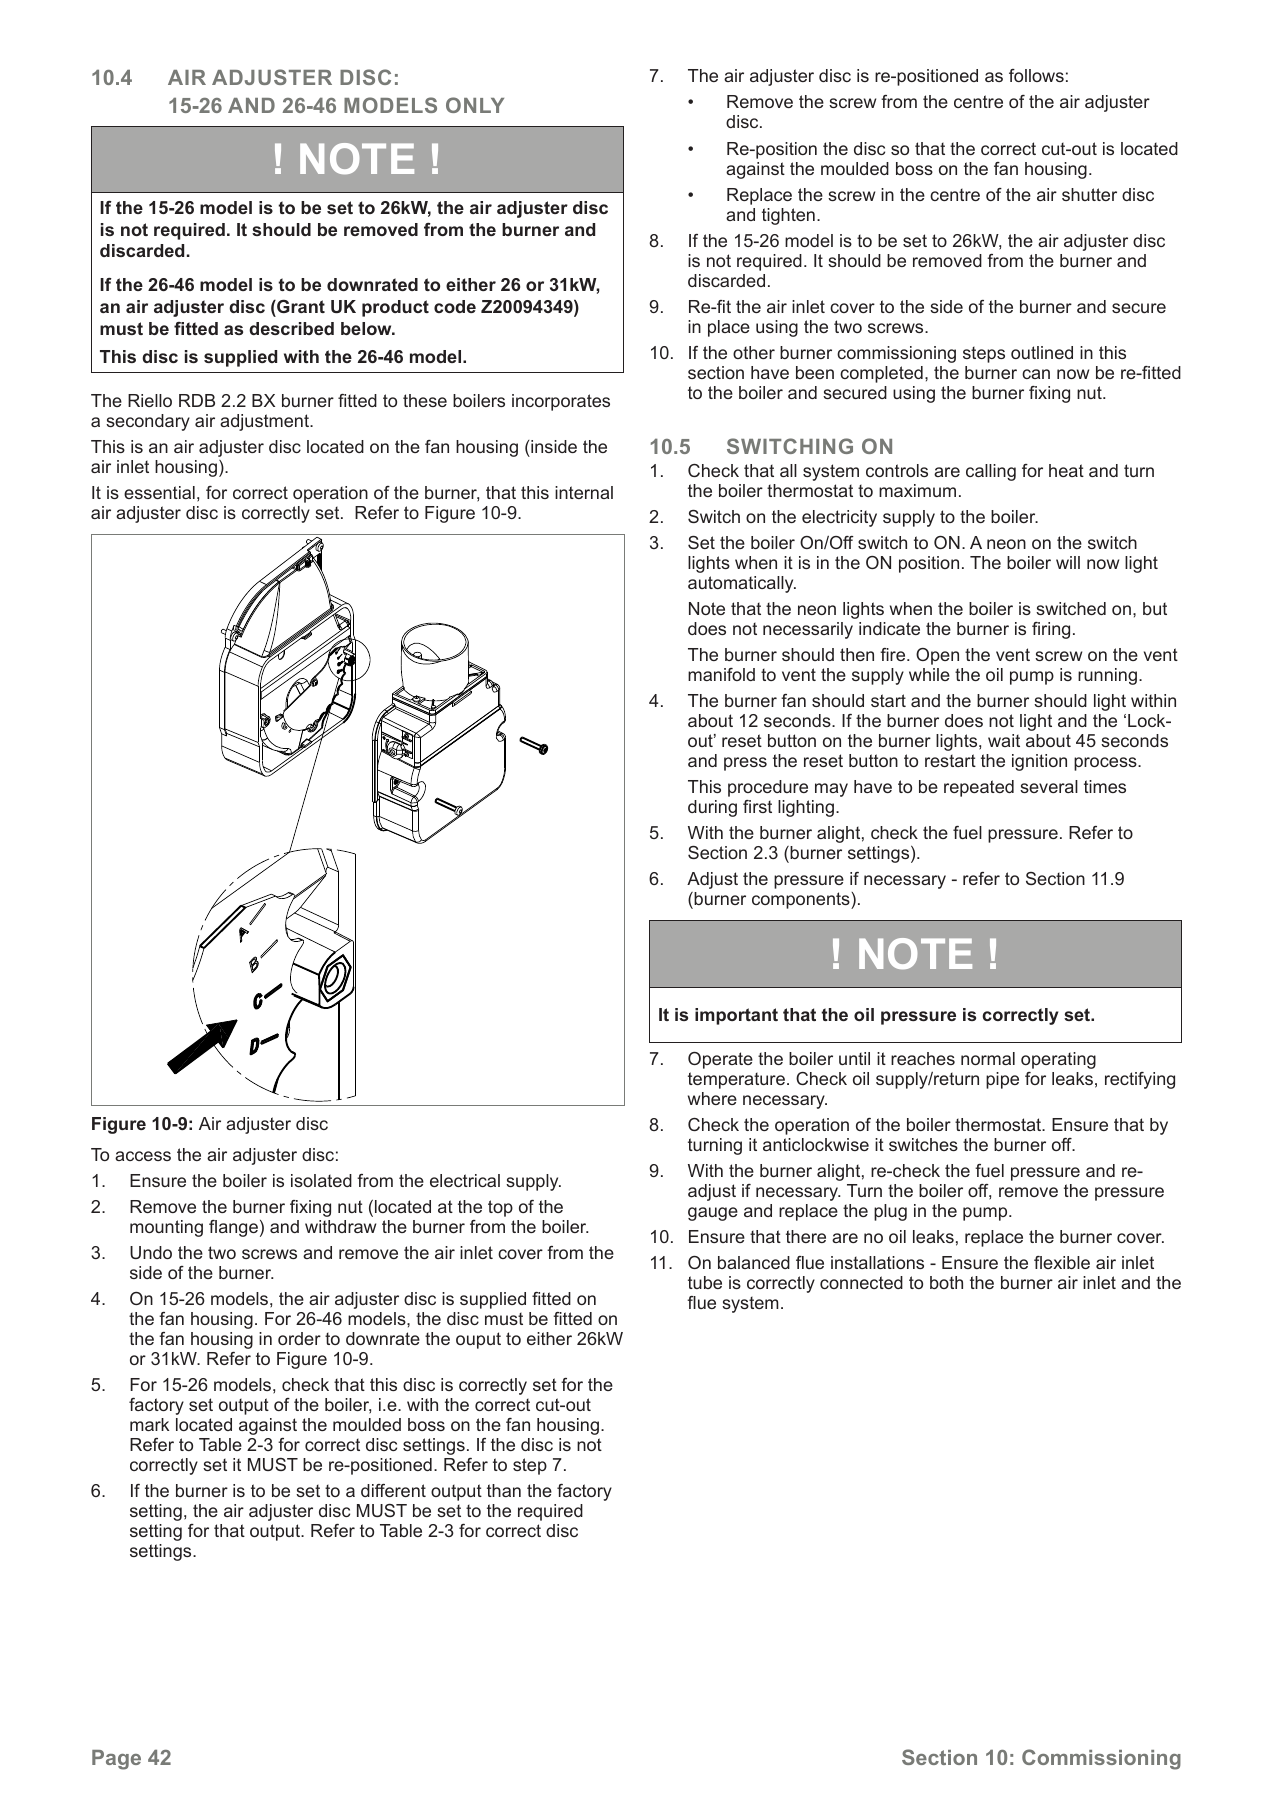 10.4 AIR ADJUSTER DISC:
15-26 AND 26-46 MODELS ONLY
! NOTE !
If the 15-26 model is to be set to 26kW, the air adjuster disc
is not required. It should be removed from the burner and
discarded.
If the 26-46 model is to be downrated to either 26 or 31kW,
an air adjuster disc (Grant UK product code Z20094349)
must be fitted as described below.
This disc is supplied with the 26-46 model.
The Riello RDB 2.2 BX burner fitted to these boilers incorporates
a secondary air adjustment.
This is an air adjuster disc located on the fan housing (inside the
air inlet housing).
It is essential, for correct operation of the burner, that this internal
air adjuster disc is correctly set.  Refer to Figure 10-9.
A
B
C
D
Figure 10-9: Air adjuster disc
To access the air adjuster disc:
1. Ensure the boiler is isolated from the electrical supply.
2. Remove the burner fixing nut (located at the top of the
mounting flange) and withdraw the burner from the boiler.
3. Undo the two screws and remove the air inlet cover from the
side of the burner.
4. On 15-26 models, the air adjuster disc is supplied fitted on
the fan housing. For 26-46 models, the disc must be fitted on
the fan housing in order to downrate the ouput to either 26kW
or 31kW. Refer to Figure 10-9.
5. For 15-26 models, check that this disc is correctly set for the
factory set output of the boiler, i.e. with the correct cut-out
mark located against the moulded boss on the fan housing.
Refer to Table 2-3 for correct disc settings. If the disc is not
correctly set it MUST be re-positioned. Refer to step 7.
6. If the burner is to be set to a different output than the factory
setting, the air adjuster disc MUST be set to the required
setting for that output. Refer to Table 2-3 for correct disc
settings.
7. The air adjuster disc is re-positioned as follows:
• Remove the screw from the centre of the air adjuster
disc.
• Re-position the disc so that the correct cut-out is located
against the moulded boss on the fan housing.
• Replace the screw in the centre of the air shutter disc
and tighten.
8. If the 15-26 model is to be set to 26kW, the air adjuster disc
is not required. It should be removed from the burner and
discarded.
9. Re-fit the air inlet cover to the side of the burner and secure
in place using the two screws.
10. If the other burner commissioning steps outlined in this
section have been completed, the burner can now be re-fitted
to the boiler and secured using the burner fixing nut.
10.5 SWITCHING ON
1. Check that all system controls are calling for heat and turn
the boiler thermostat to maximum.
2. Switch on the electricity supply to the boiler.
3. Set the boiler On/Off switch to ON. A neon on the switch
lights when it is in the ON position. The boiler will now light
automatically.
Note that the neon lights when the boiler is switched on, but
does not necessarily indicate the burner is firing.
The burner should then fire. Open the vent screw on the vent
manifold to vent the supply while the oil pump is running.
4. The burner fan should start and the burner should light within
about 12 seconds. If the burner does not light and the ‘Lock-
out’ reset button on the burner lights, wait about 45 seconds
and press the reset button to restart the ignition process.
This procedure may have to be repeated several times
during first lighting.
5. With the burner alight, check the fuel pressure. Refer to
Section 2.3 (burner settings).
6. Adjust the pressure if necessary - refer to Section 11.9
(burner components).
! NOTE !
It is important that the oil pressure is correctly set.
7. Operate the boiler until it reaches normal operating
temperature. Check oil supply/return pipe for leaks, rectifying
where necessary.
8. Check the operation of the boiler thermostat. Ensure that by
turning it anticlockwise it switches the burner off.
9. With the burner alight, re-check the fuel pressure and re-
adjust if necessary. Turn the boiler off, remove the pressure
gauge and replace the plug in the pump.
10. Ensure that there are no oil leaks, replace the burner cover.
11. On balanced flue installations - Ensure the flexible air inlet
tube is correctly connected to both the burner air inlet and the
flue system.
Page 42
Section 10: Commissioning